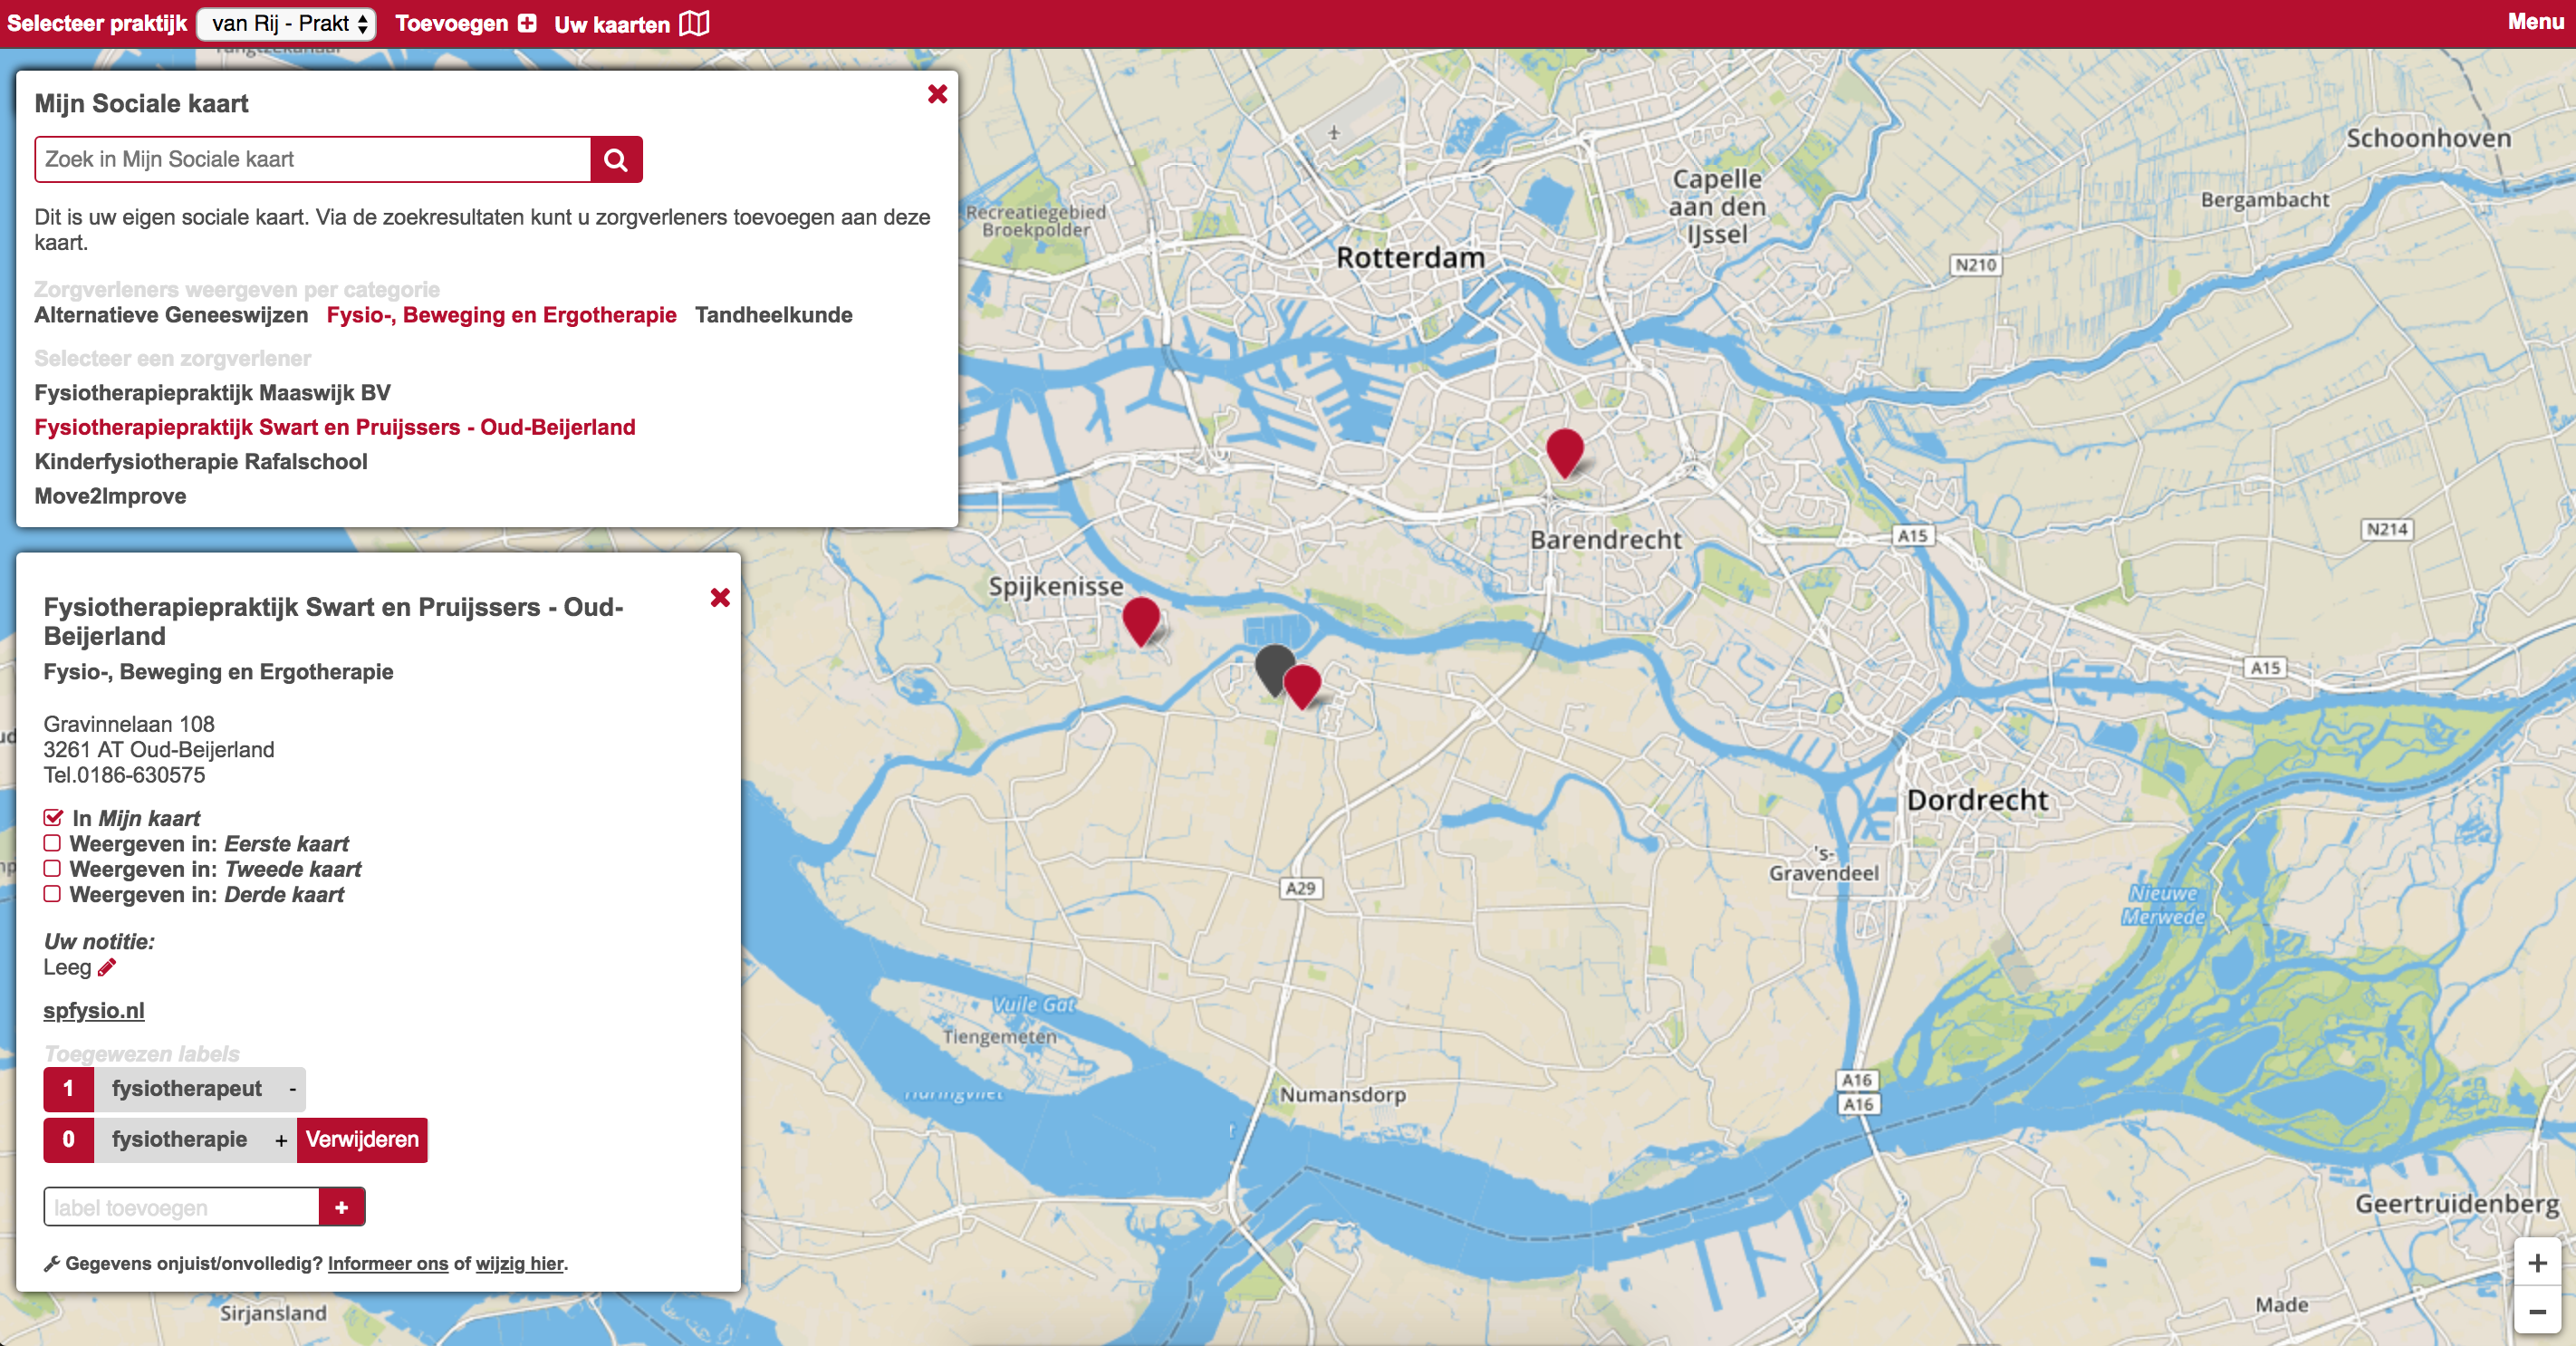 Selecteer praktijk van Rij - Prakt Toevoegen Uw kaarten Menu
Mijn Sociale kaart
Zoek in Mijn Sociale kaart
Dit is uw eigen sociale kaart. Via de zoekresultaten kunt u zorgverleners toevoegen aan deze
kaart.
Zorgverleners weergeven per categorie
Alternatieve Geneeswijzen Fysio-, Beweging en Ergotherapie Tandheelkunde
Selecteer een zorgverlener
Fysiotherapiepraktijk Maaswijk BV
Fysiotherapiepraktijk Swart en Pruijssers - Oud-Beijerland
Kinderfysiotherapie Rafalschool
Move2Improve
Fysiotherapiepraktijk Swart en Pruijssers - Oud-
Beijerland
Fysio-, Beweging en Ergotherapie
Gravinnelaan 108
3261 AT Oud-Beijerland
Tel.0186-630575
In Mijn kaart
Weergeven in: Eerste kaart
Weergeven in: Tweede kaart
Weergeven in: Derde kaart
Uw notitie:
Leeg
spfysio.nl
Toegewezen labels
1 fysiotherapeut -
0 fysiotherapie + Verwijderen
label toevoegen +
Gegevens onjuist/onvolledig? Informeer ons of wijzig hier.
Recreatiegebied
Broekpolder
Rotterdam
Capelle
aan den
IJssel
Schoonhoven
Bergambacht
N210
Barendrecht
A15
N214
Spijkenisse
A15
Dordrecht
's-
Gravendeel
A29
Nieuwe
Merwede
Vuile Gat
Tiengemeten
Haringvliet
Numansdorp
A16
A16
Geertruidenberg
Made
Sirjansland
+
−